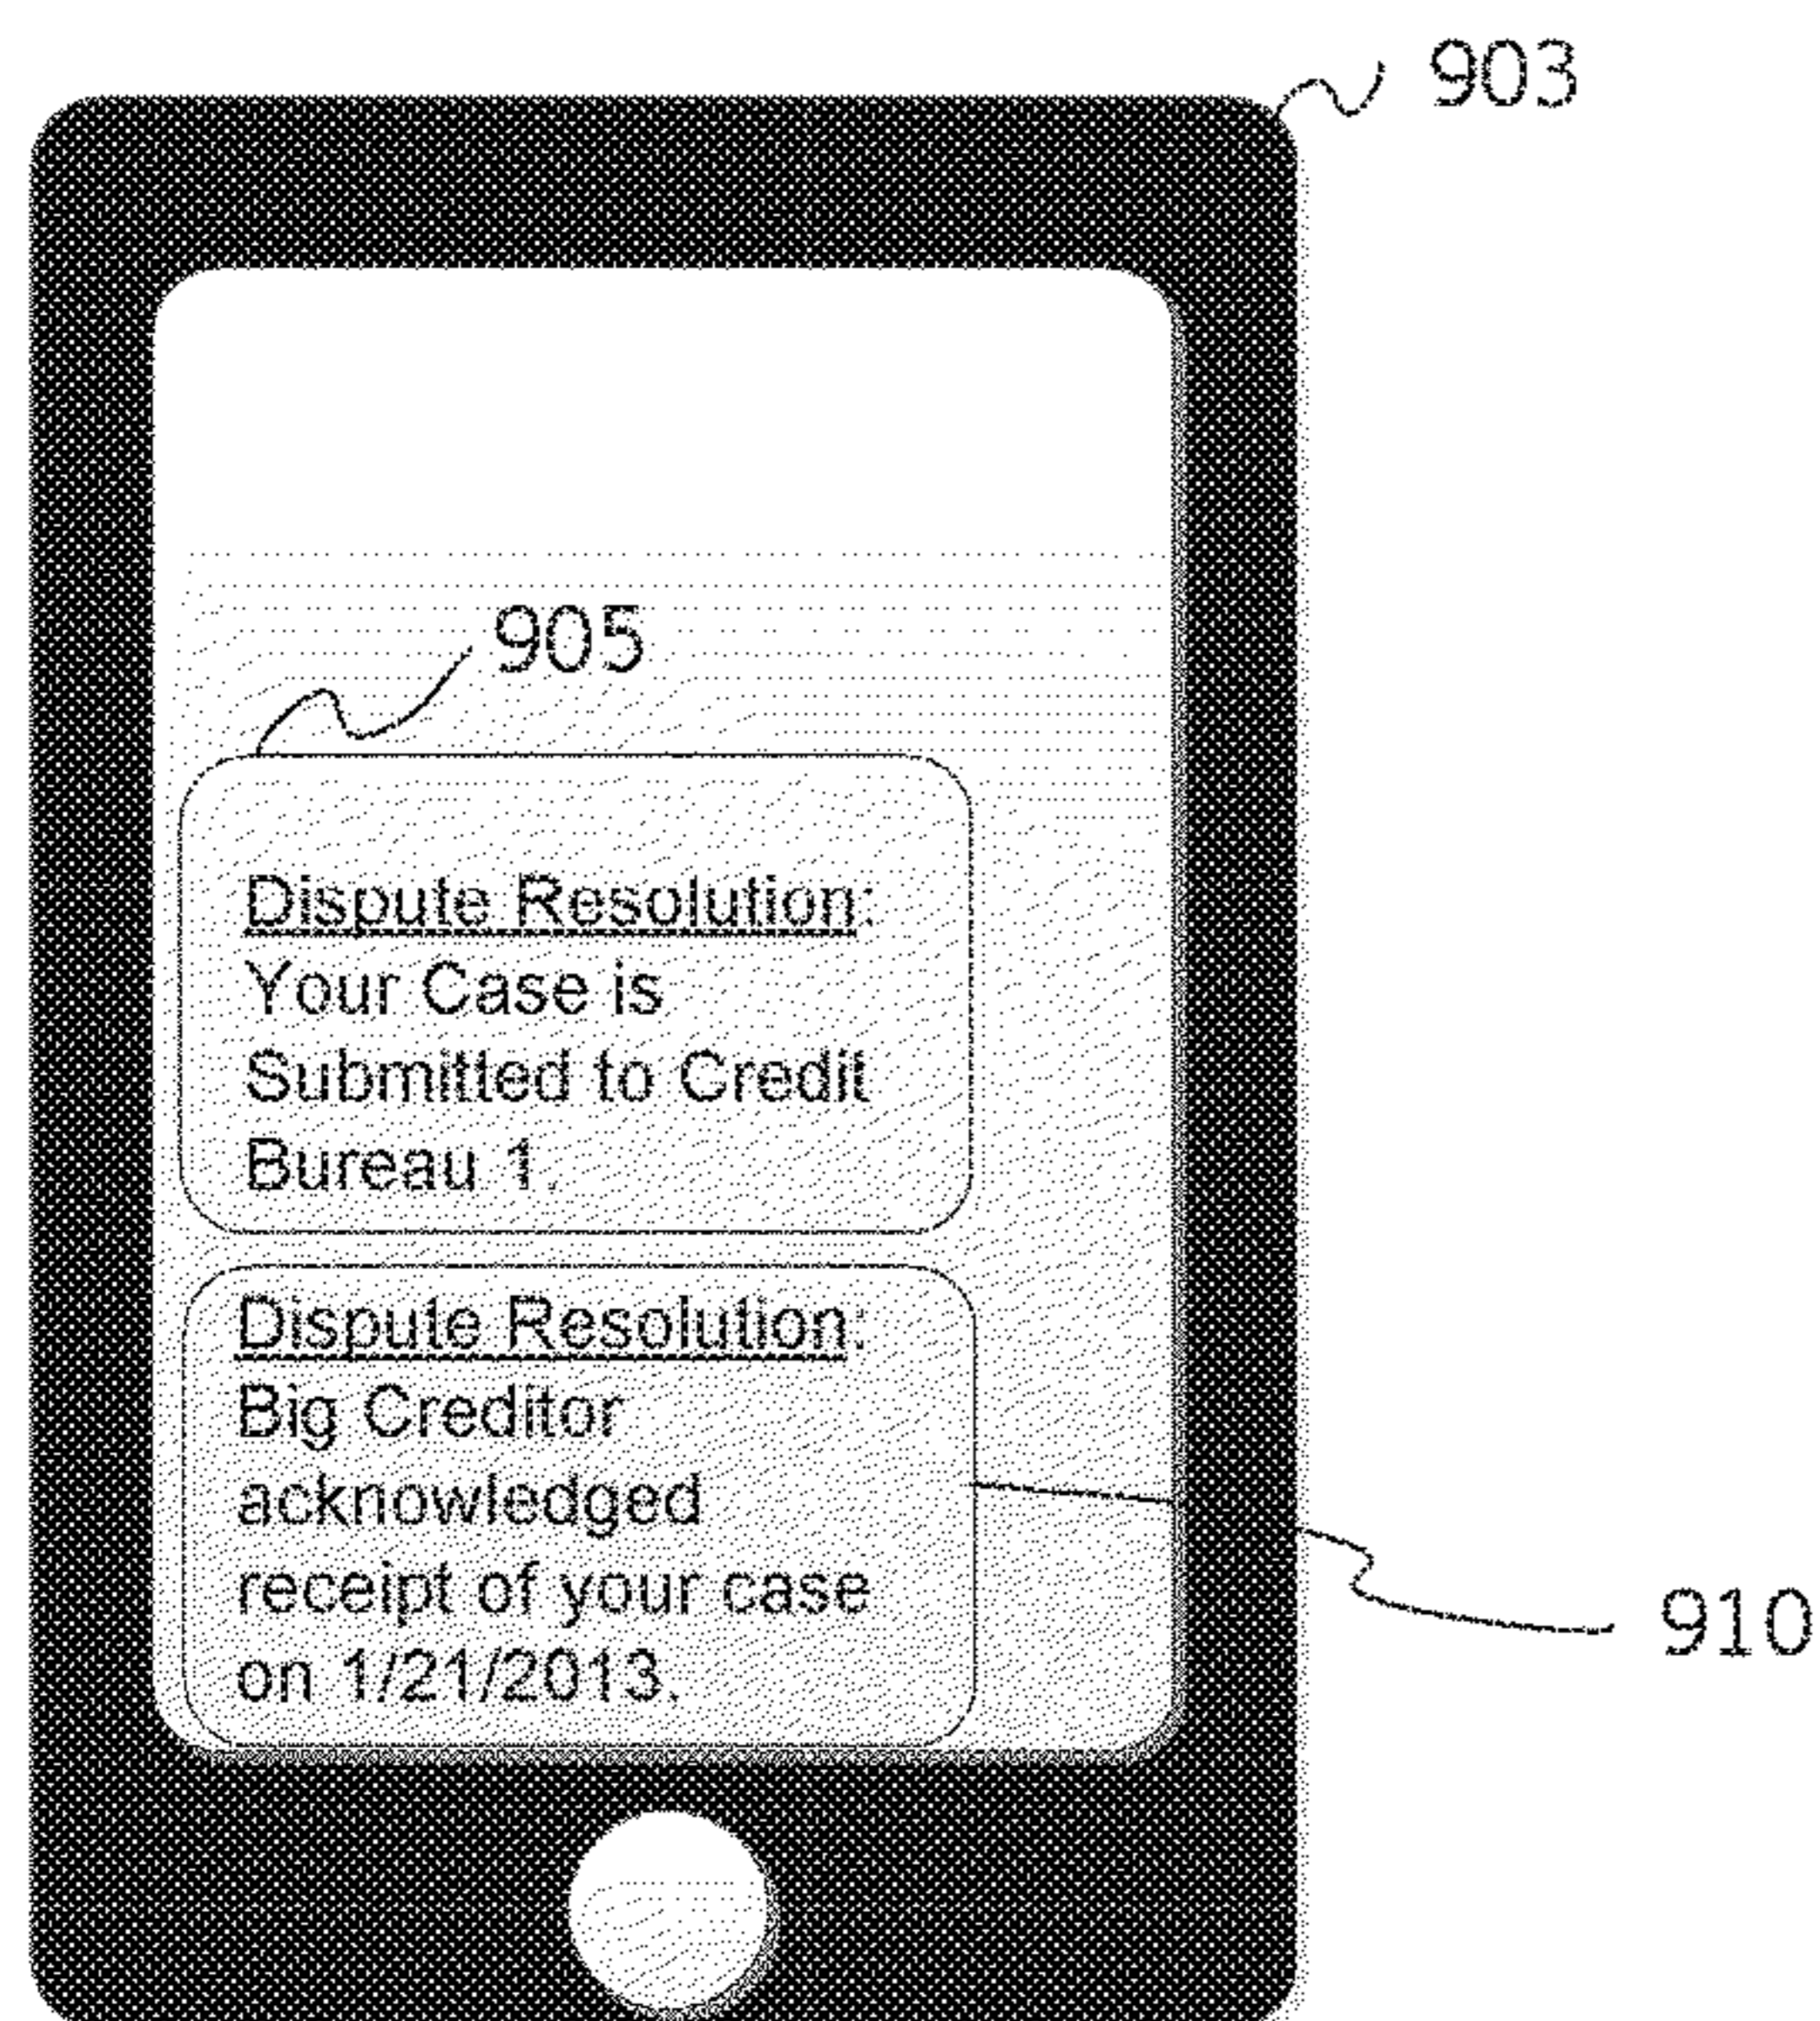 903
905
Dispute Resolution:
Your Case is
Submitted to Credit
Bureau 1.
Dispute Resolution:
Big Creditor
acknowledged
receipt of your case
on 1/21/2013.
910